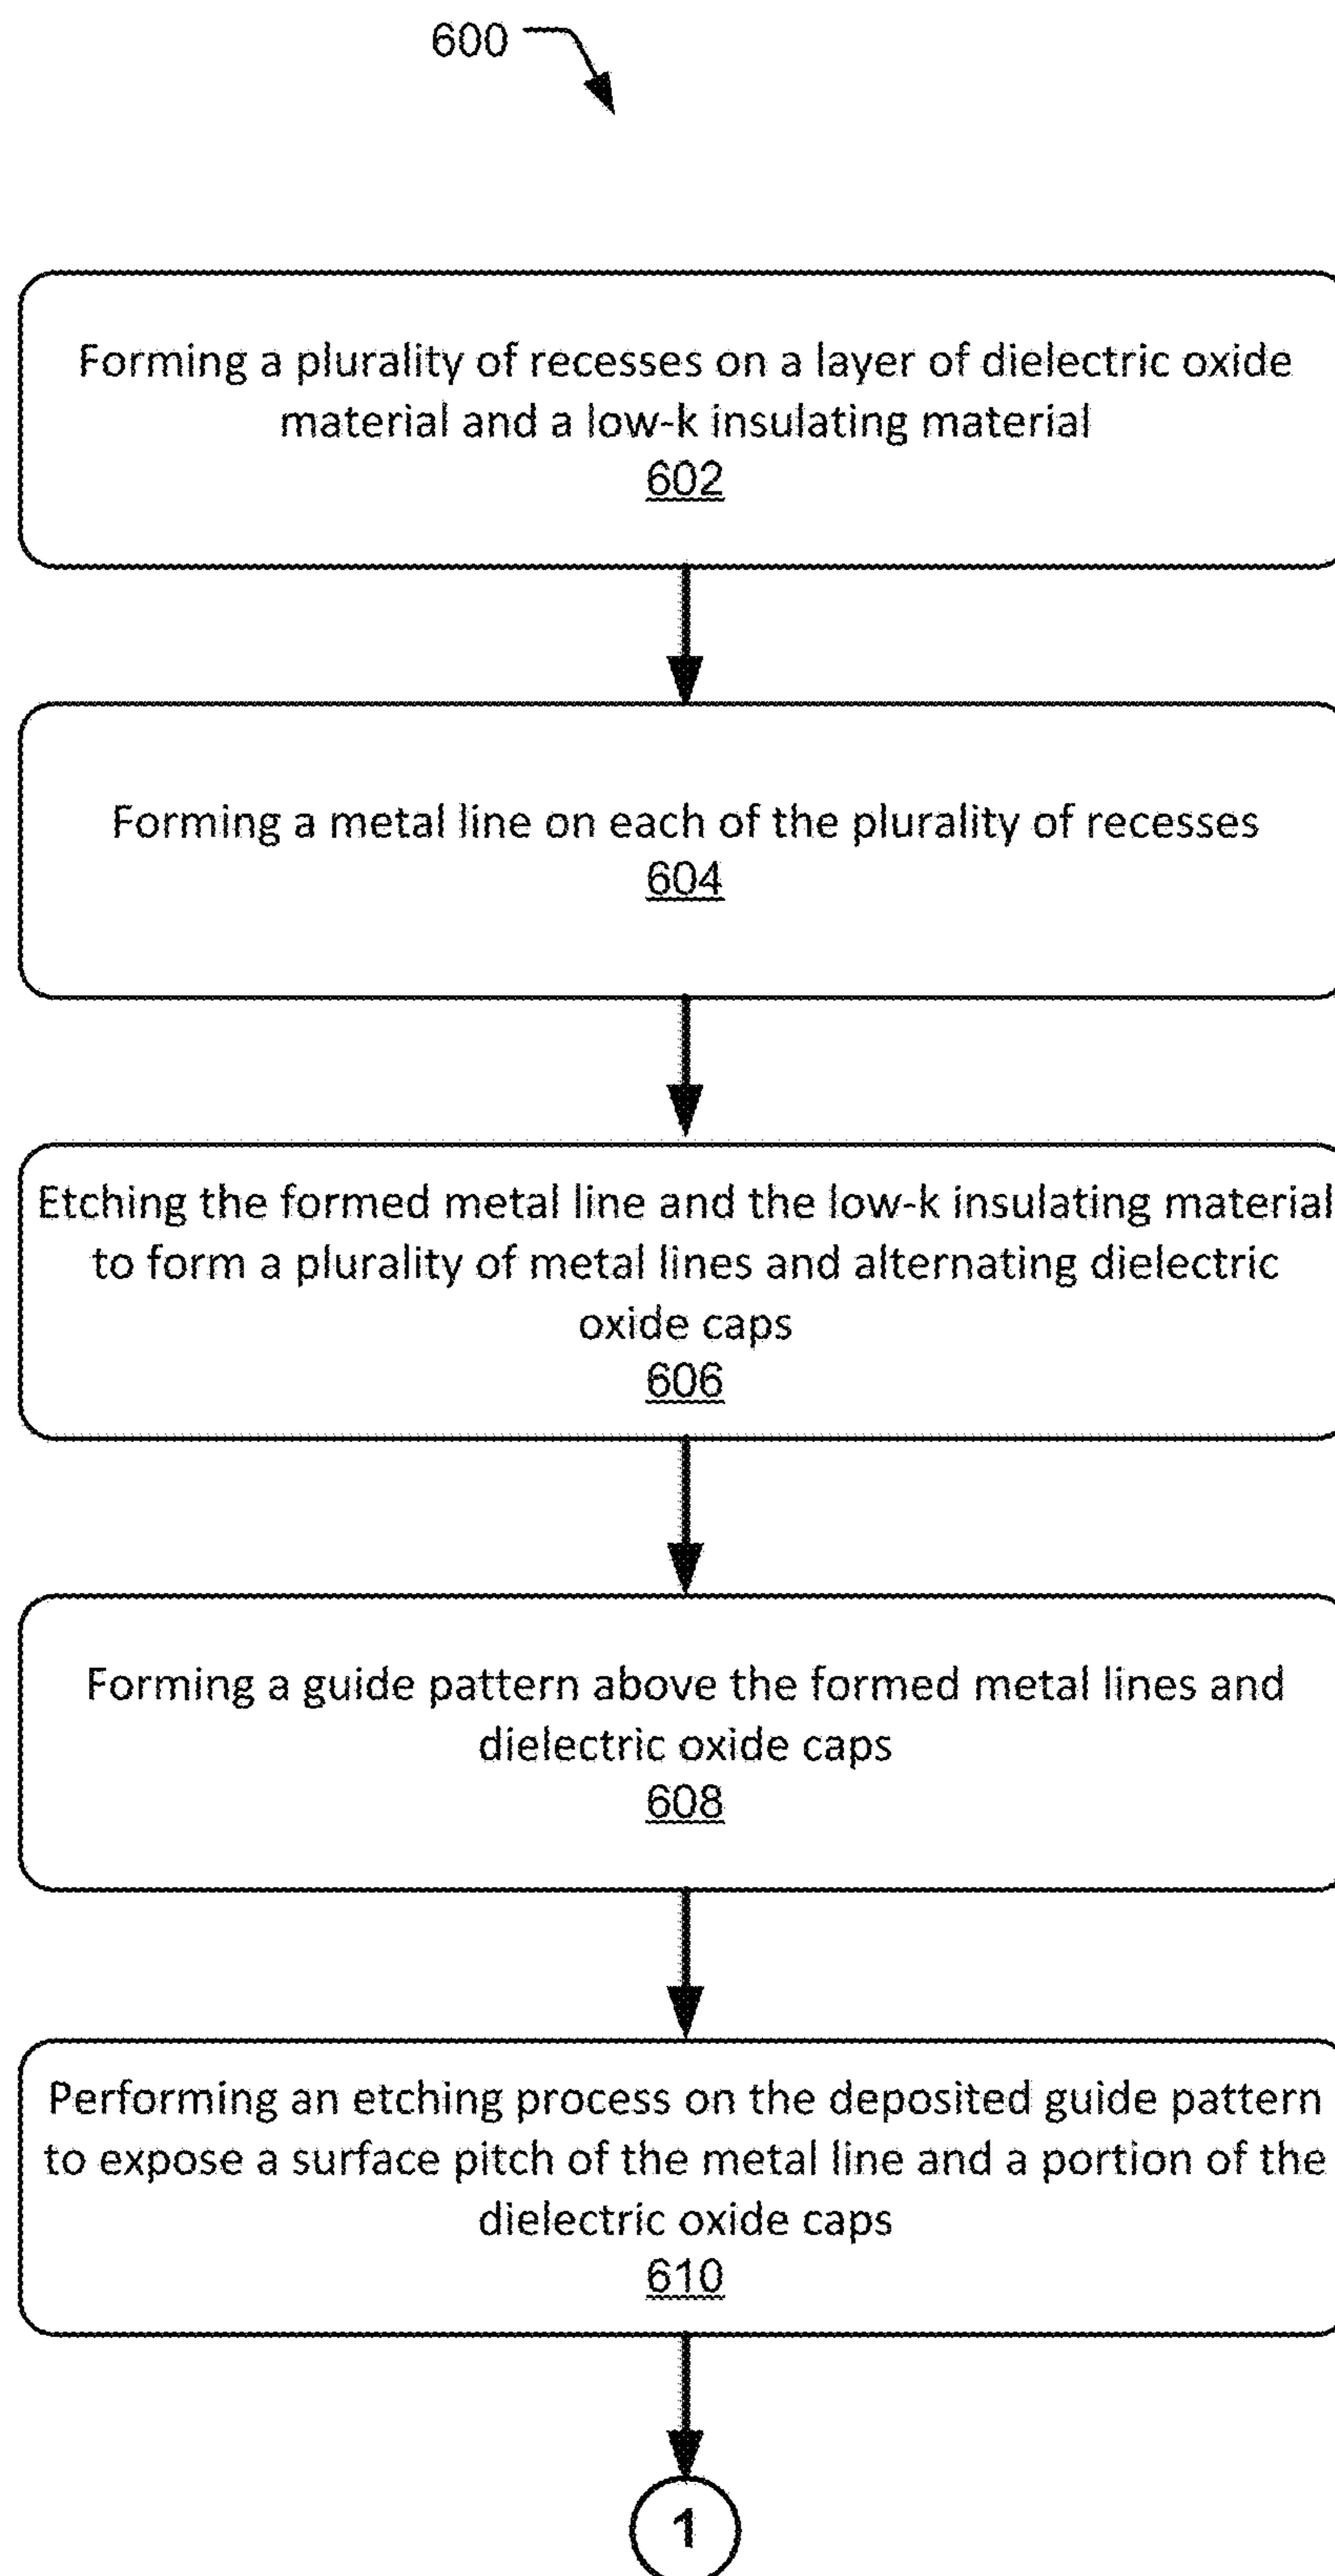 600
Forming a plurality of recesses on a layer of dielectric oxide
material and a low-k insulating material
602
Forming a metal line on each of the plurality of recesses
604
Etching the formed metal line and the low-k insulating material
to form a plurality of metal lines and alternating dielectric
oxide caps
606
Forming a guide pattern above the formed metal lines and
dielectric oxide caps
608
Performing an etching process on the deposited guide pattern
to expose a surface pitch of the metal line and a portion of the
dielectric oxide caps
610
1